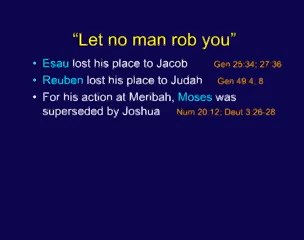 “Let no man rob you”
• Esau lost his place to Jacob Gen 25:34; 27:36
• Reuben lost his place to Judah Gen 49:4, 8
• For his action at Meribah, Moses was
superseded by Joshua Num 20:12; Deut 3:26-28